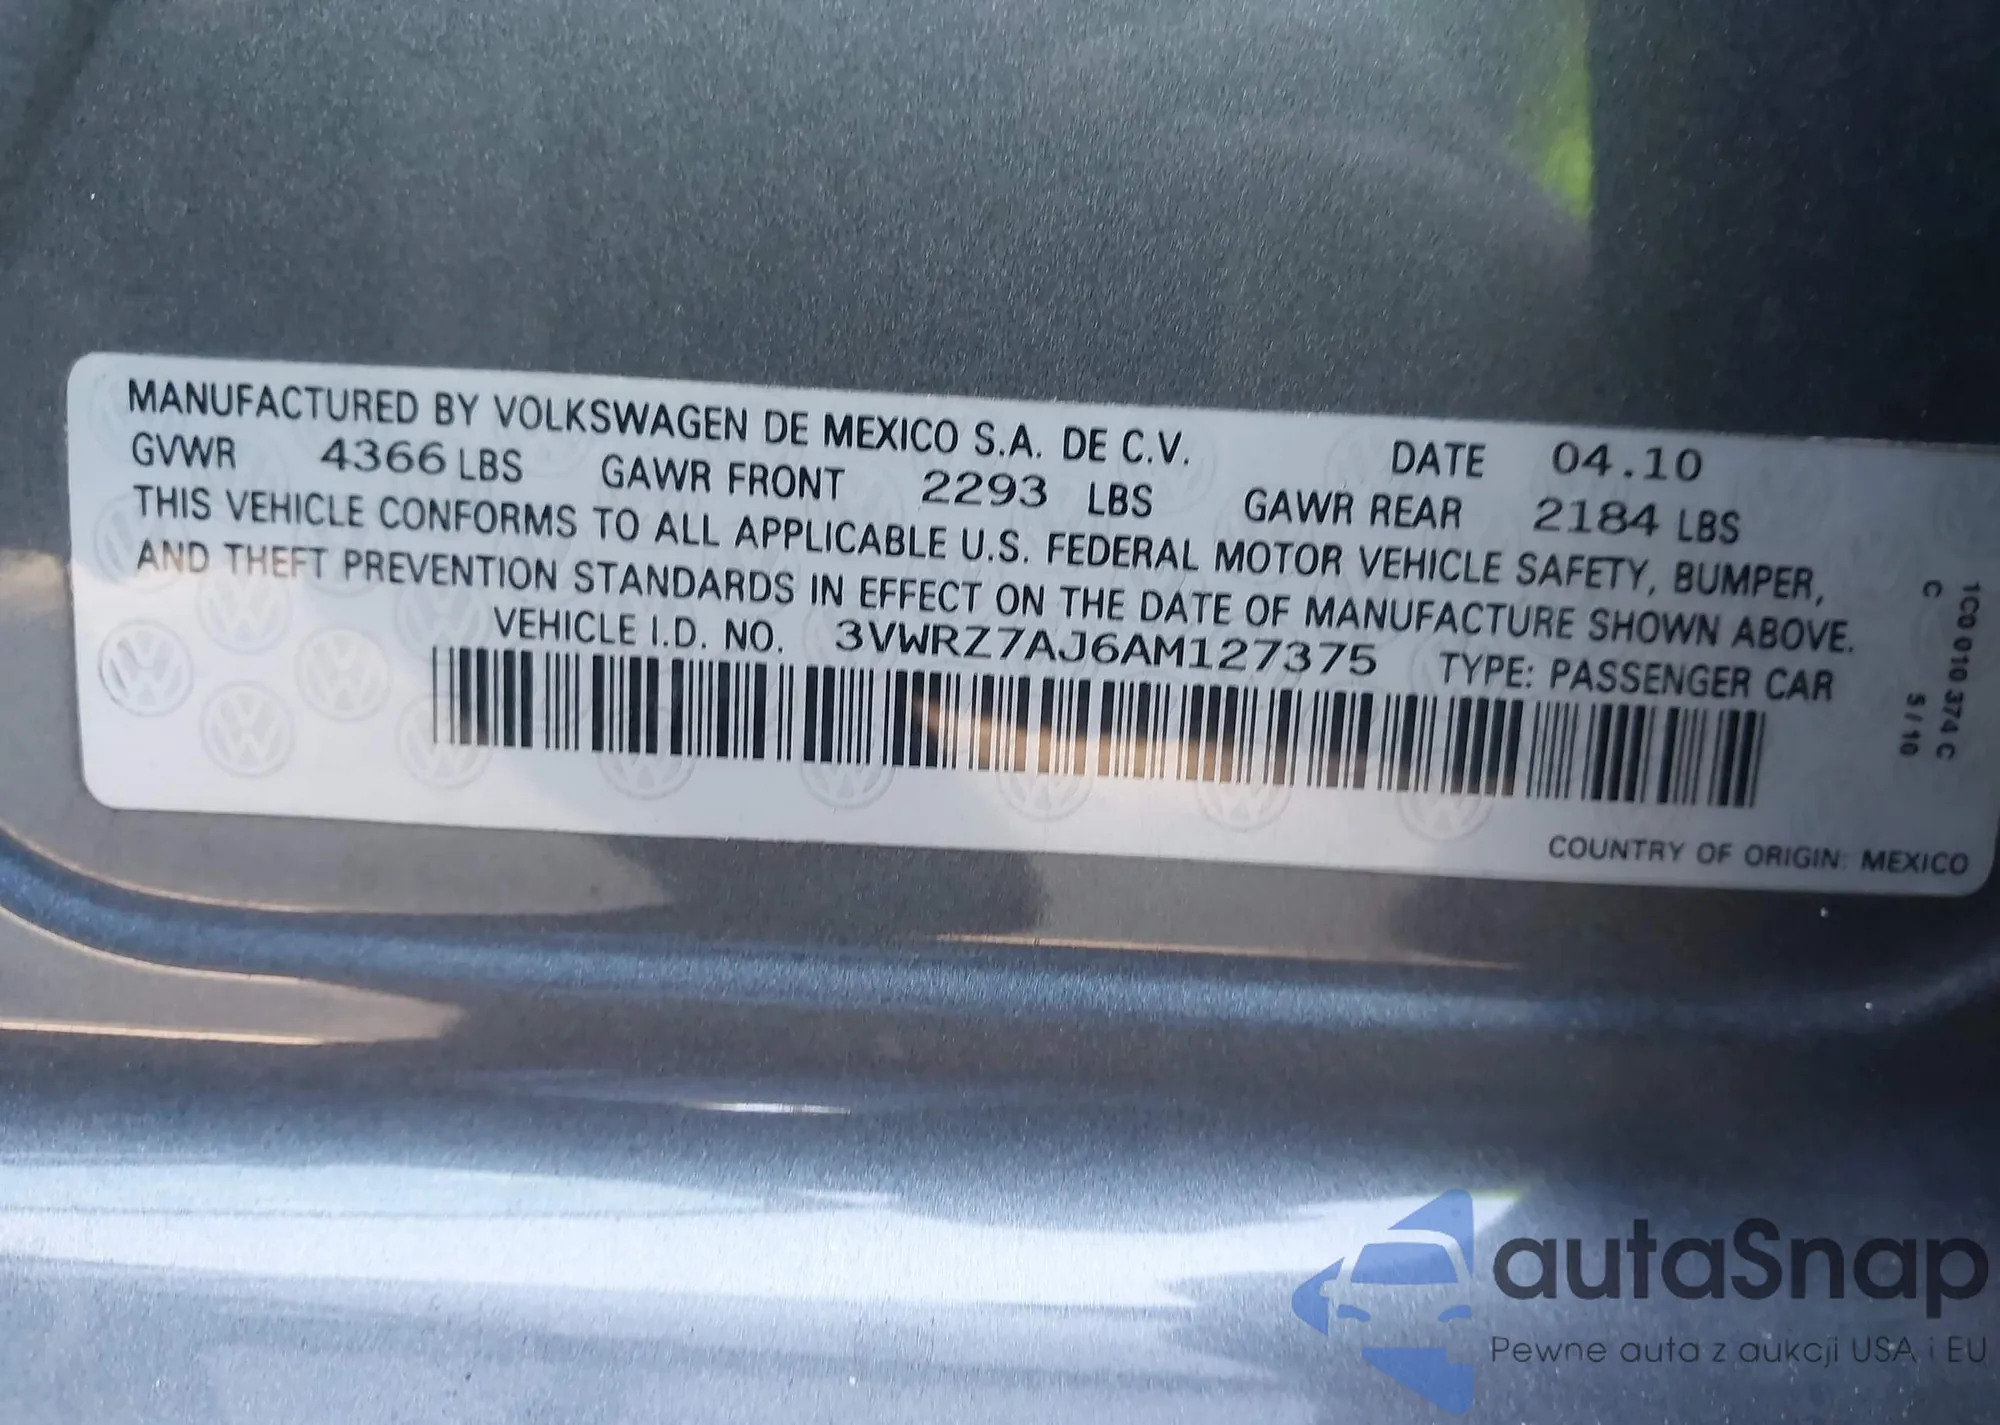 MANUFACTURED BY VOLKSWAGEN DE MEXICO S.A. DE C.V. DATE 04.10
GVWR 4366 LBS GAWR FRONT 2293 LBS GAWR REAR 2184 LBS
THIS VEHICLE CONFORMS TO ALL APPLICABLE U.S. FEDERAL MOTOR VEHICLE SAFETY, BUMPER,
AND THEFT PREVENTION STANDARDS IN EFFECT ON THE DATE OF MANUFACTURE SHOWN ABOVE.
VEHICLE I.D. NO. 3VWRZ7AJ6AM127375 TYPE: PASSENGER CAR
1C0 010 374 C
C 5/10
COUNTRY OF ORIGIN: MEXICO
autaSnap
Pewne auta z aukcji USA i EU